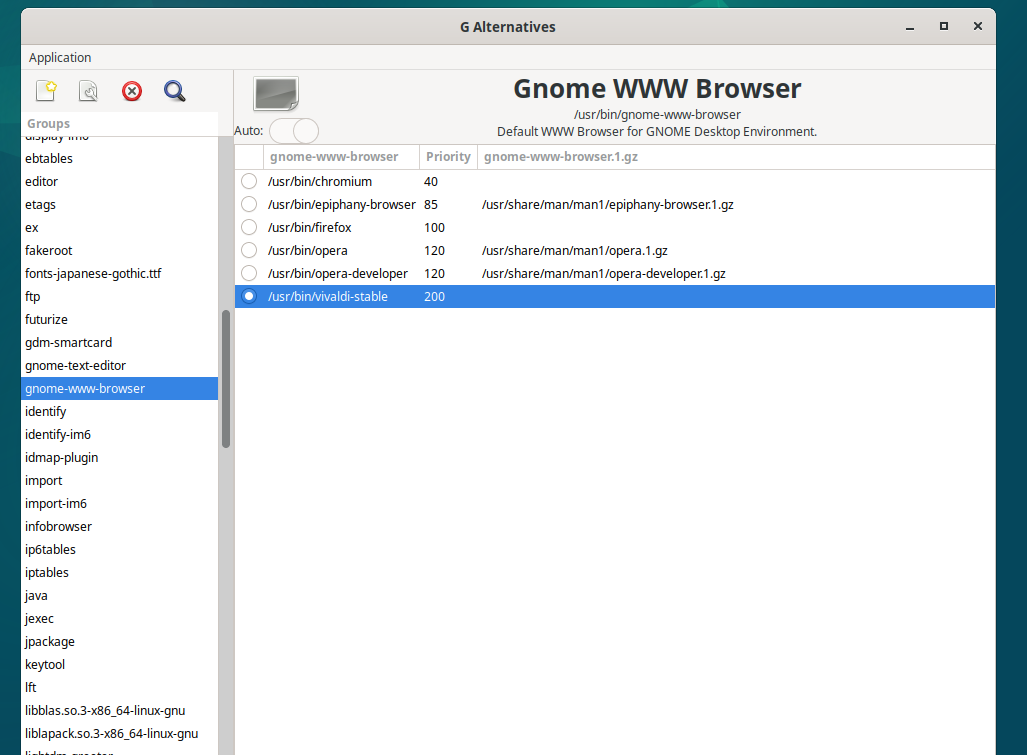 G Alternatives
Application
Gnome WWW Browser
/usr/bin/gnome-www-browser
Default WWW Browser for GNOME Desktop Environment.
Auto:
Groups
display-im6
ebtables
editor
etags
ex
fakeroot
fonts-japanese-gothic.ttf
ftp
futurize
gdm-smartcard
gnome-text-editor
gnome-www-browser
identify
identify-im6
idmap-plugin
import
import-im6
infobrowser
ip6tables
iptables
java
jexec
jpackage
keytool
lft
libblas.so.3-x86_64-linux-gnu
liblapack.so.3-x86_64-linux-gnu
lightdm-greeter
gnome-www-browser Priority gnome-www-browser.1.gz
/usr/bin/chromium 40
/usr/bin/epiphany-browser 85 /usr/share/man/man1/epiphany-browser.1.gz
/usr/bin/firefox 100
/usr/bin/opera 120 /usr/share/man/man1/opera.1.gz
/usr/bin/opera-developer 120 /usr/share/man/man1/opera-developer.1.gz
/usr/bin/vivaldi-stable 200